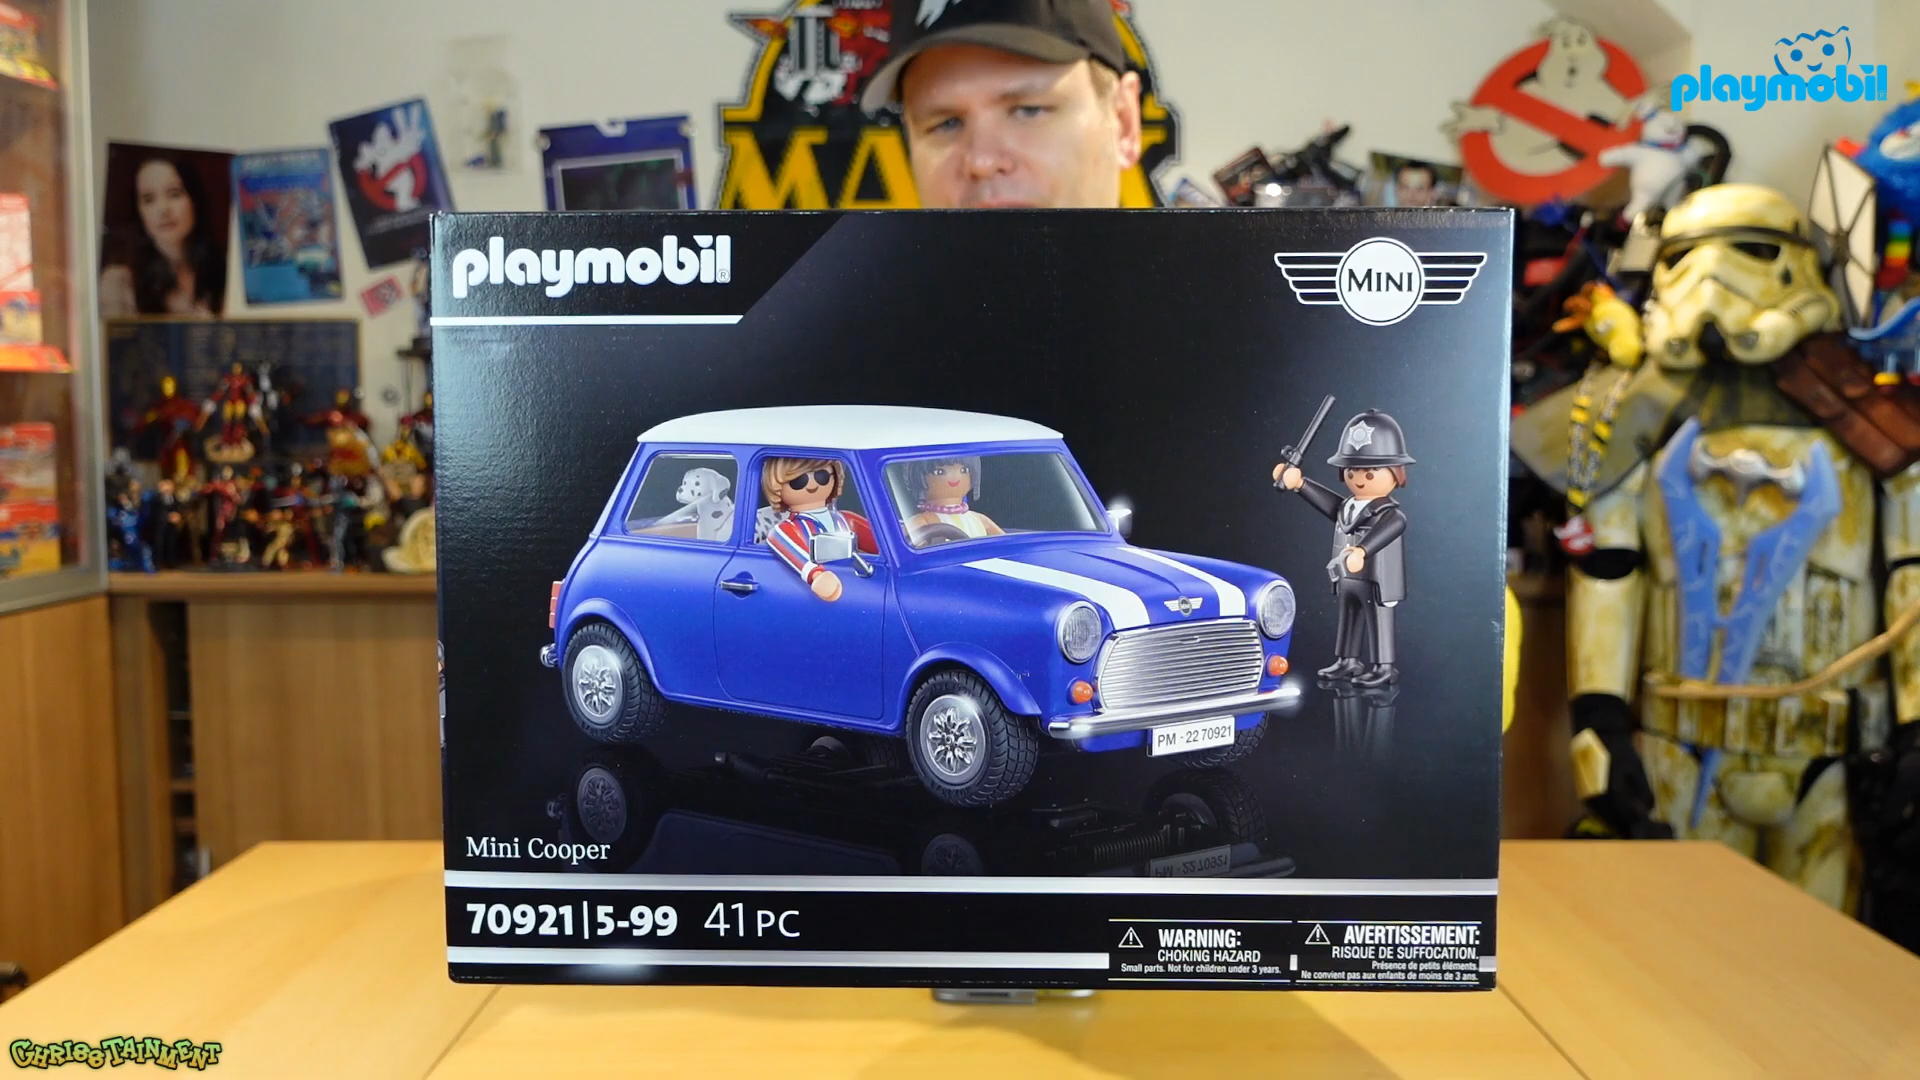 playmobil
MA
playmobil
MINI
PM - 22 70921
Mini Cooper
70921 | 5-99 41 PC
WARNING:
CHOKING HAZARD
Small parts. Not for children under 3 years.
AVERTISSEMENT:
RISQUE DE SUFFOCATION.
Présence de petits éléments.
Ne convient pas aux enfants de moins de 3 ans.
CHRISSTAINMENT